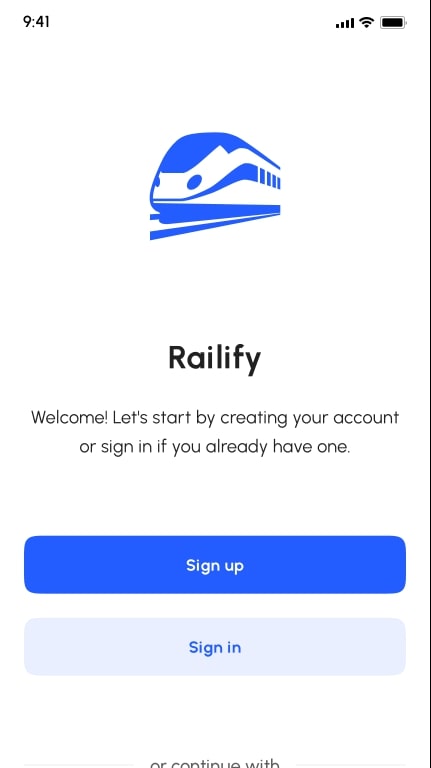 9:41
Railify
Welcome! Let's start by creating your account
or sign in if you already have one.
Sign up
Sign in
or continue with